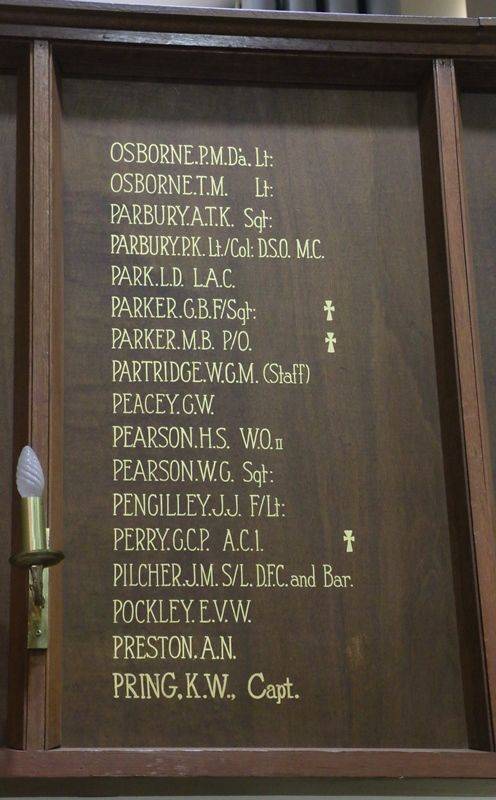 OSBORNE.P.M.D'a. Lt:
OSBORNE.T.M. Lt:
PARBURY.A.T.K. Sgt:
PARBURY.P.K. Lt./Col: D.S.O. M.C.
PARK.L.D. L.A.C.
PARKER.G.B.F/Sgt: ✝
PARKER.M.B. P/O. ✝
PARTRIDGE.W.G.M. (Staff)
PEACEY.G.W.
PEARSON.H.S. W.O.II
PEARSON.W.G. Sgt:
PENGILLEY.J.J. F/Lt:
PERRY.G.C.P. A.C.1. ✝
PILCHER.J.M. S/L. D.F.C. and Bar.
POCKLEY.E.V.W.
PRESTON.A.N.
PRING.K.W., Capt.